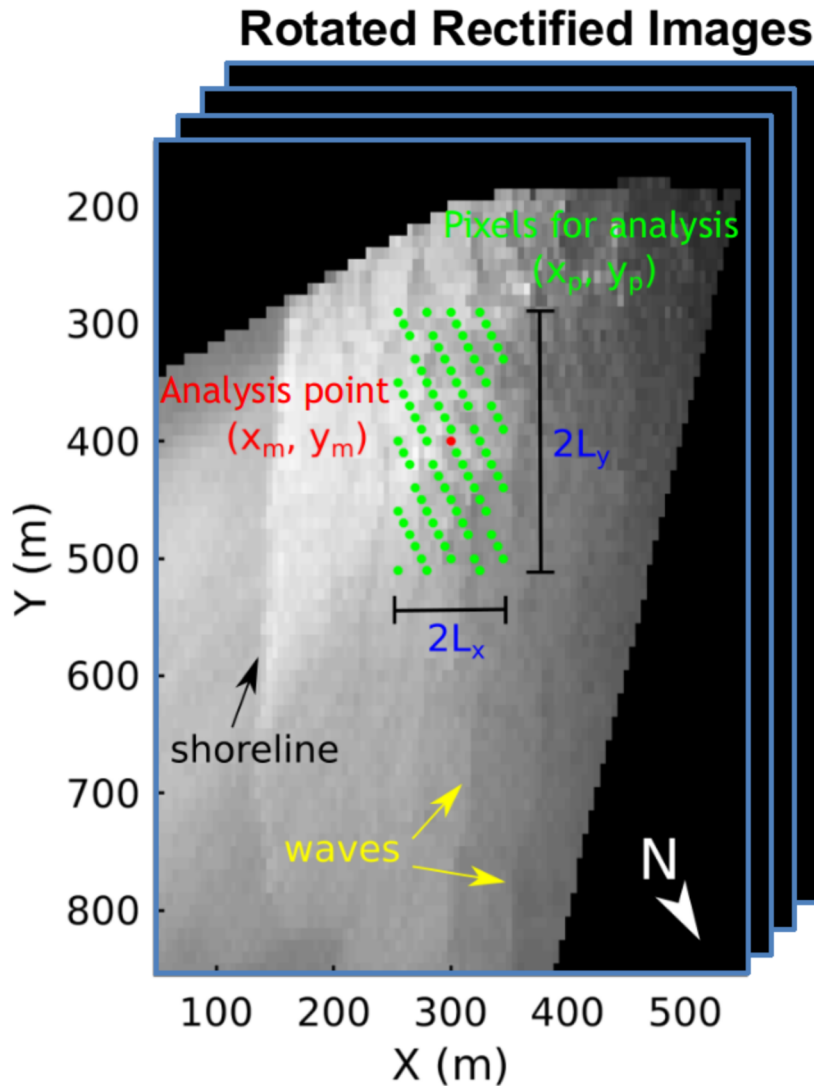 Rotated Rectified Images
200
300
400
500
600
700
800
Y (m)
Pixels for analysis
(xp, yp)
Analysis point
(xm, ym)
2Ly
2Lx
shoreline
waves
N
100 200 300 400 500
X (m)